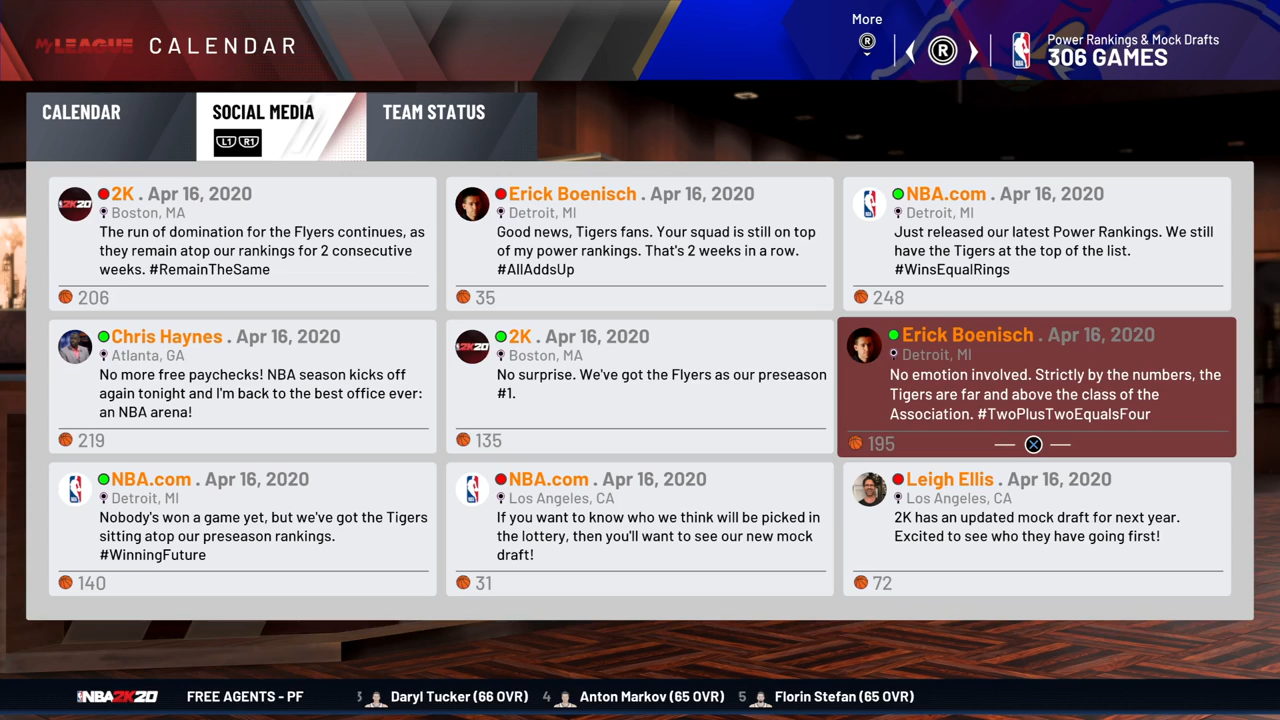 MyLEAGUE CALENDAR
More
R
R
Power Rankings & Mock Drafts
306 GAMES
CALENDAR
SOCIAL MEDIA
L1 R1
TEAM STATUS
2K . Apr 16, 2020
Boston, MA
The run of domination for the Flyers continues, as
they remain atop our rankings for 2 consecutive
weeks. #RemainTheSame
206
Erick Boenisch . Apr 16, 2020
Detroit, MI
Good news, Tigers fans. Your squad is still on top
of my power rankings. That's 2 weeks in a row.
#AllAddsUp
35
NBA.com . Apr 16, 2020
Detroit, MI
Just released our latest Power Rankings. We still
have the Tigers at the top of the list.
#WinsEqualRings
248
Chris Haynes . Apr 16, 2020
Atlanta, GA
No more free paychecks! NBA season kicks off
again tonight and I'm back to the best office ever:
an NBA arena!
219
2K . Apr 16, 2020
Boston, MA
No surprise. We've got the Flyers as our preseason
#1.
135
Erick Boenisch . Apr 16, 2020
Detroit, MI
No emotion involved. Strictly by the numbers, the
Tigers are far and above the class of the
Association. #TwoPlusTwoEqualsFour
195
NBA.com . Apr 16, 2020
Detroit, MI
Nobody's won a game yet, but we've got the Tigers
sitting atop our preseason rankings.
#WinningFuture
140
NBA.com . Apr 16, 2020
Los Angeles, CA
If you want to know who we think will be picked in
the lottery, then you'll want to see our new mock
draft!
31
Leigh Ellis . Apr 16, 2020
Los Angeles, CA
2K has an updated mock draft for next year.
Excited to see who they have going first!
72
NBA2K20 FREE AGENTS - PF 3 Daryl Tucker (66 OVR) 4 Anton Markov (65 OVR) 5 Florin Stefan (65 OVR)